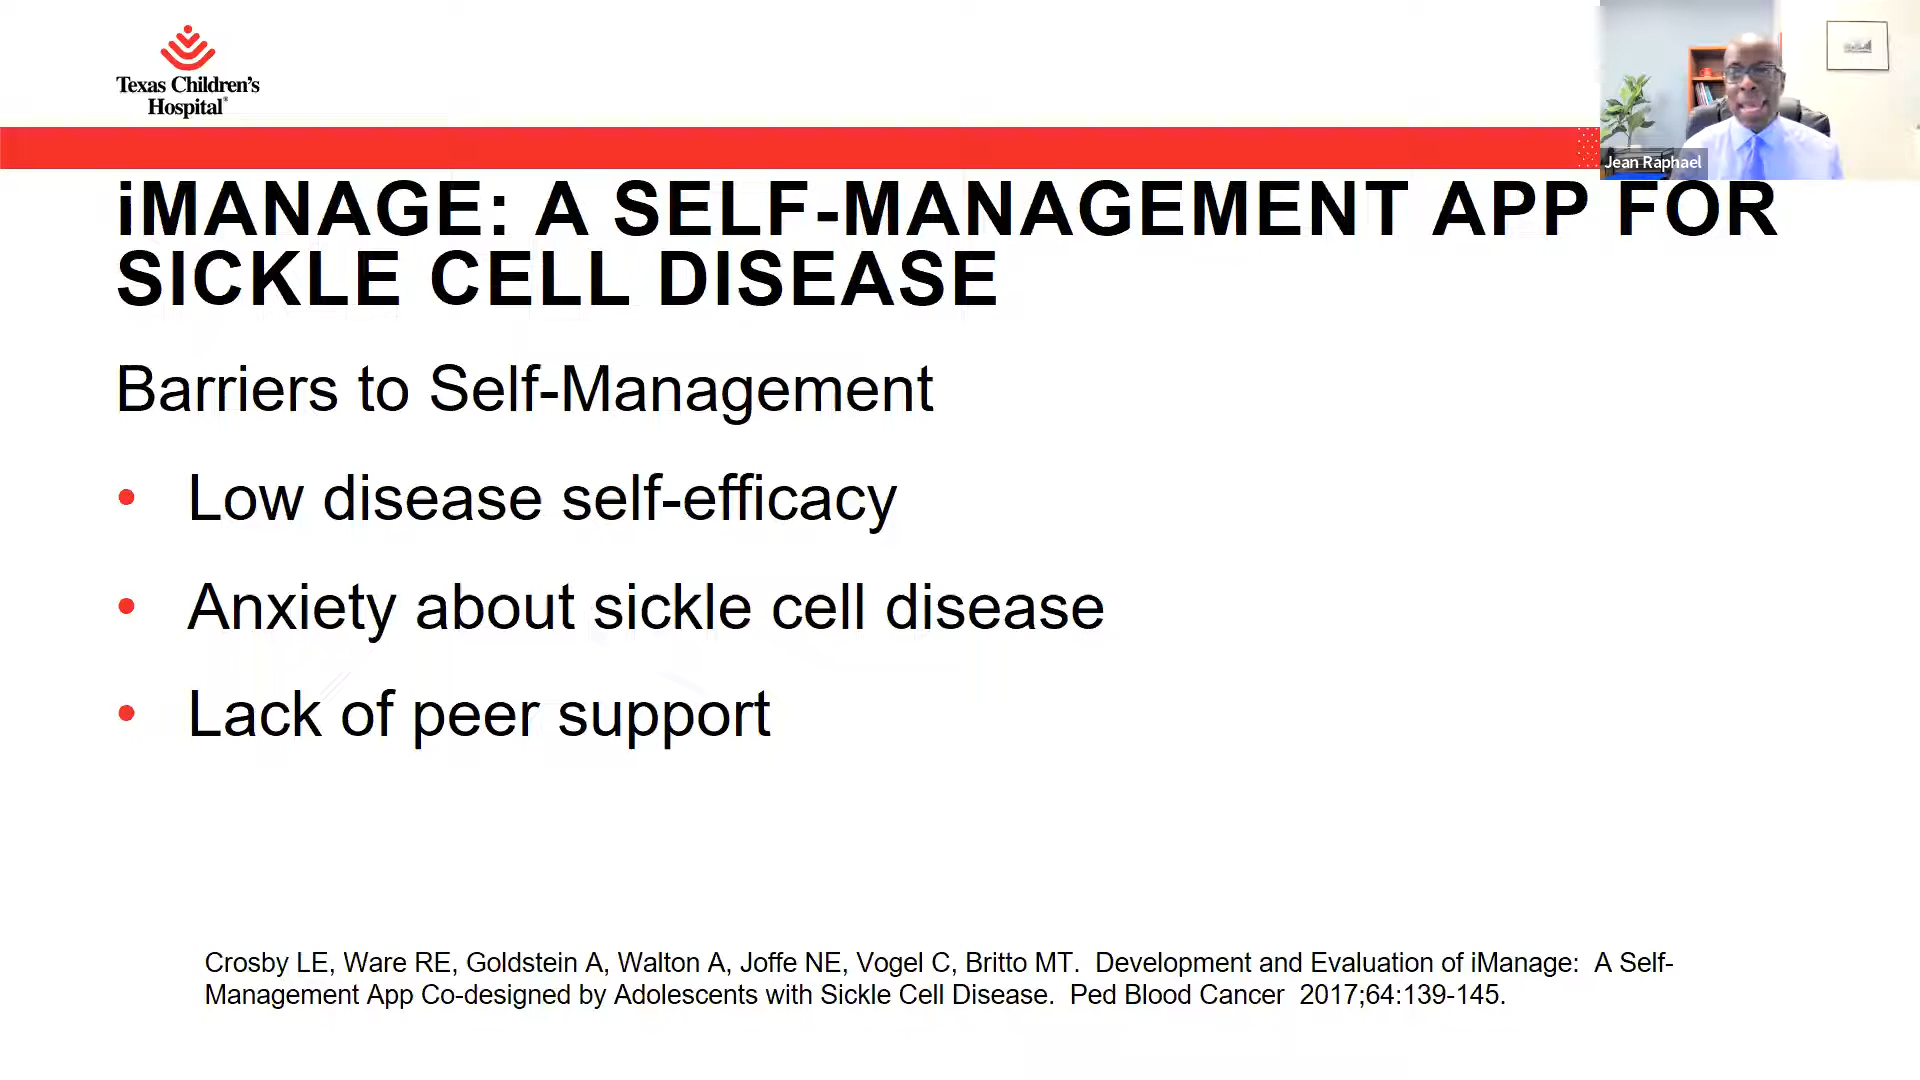 Texas Children's
Hospital®
Jean Raphael
iMANAGE: A SELF-MANAGEMENT APP FOR
SICKLE CELL DISEASE
Barriers to Self-Management
• Low disease self-efficacy
• Anxiety about sickle cell disease
• Lack of peer support
Crosby LE, Ware RE, Goldstein A, Walton A, Joffe NE, Vogel C, Britto MT. Development and Evaluation of iManage: A Self-
Management App Co-designed by Adolescents with Sickle Cell Disease. Ped Blood Cancer 2017;64:139-145.